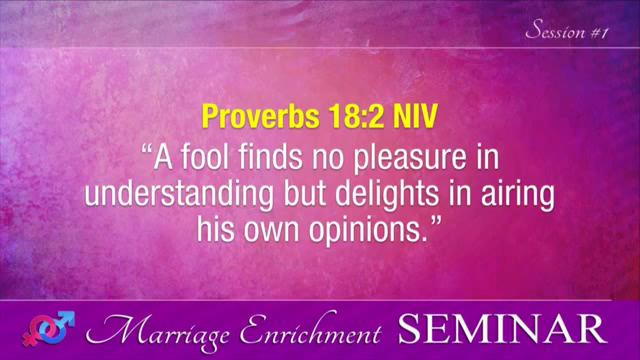 Session #1
Proverbs 18:2 NIV
“A fool finds no pleasure in
understanding but delights in airing
his own opinions.”
Marriage Enrichment SEMINAR